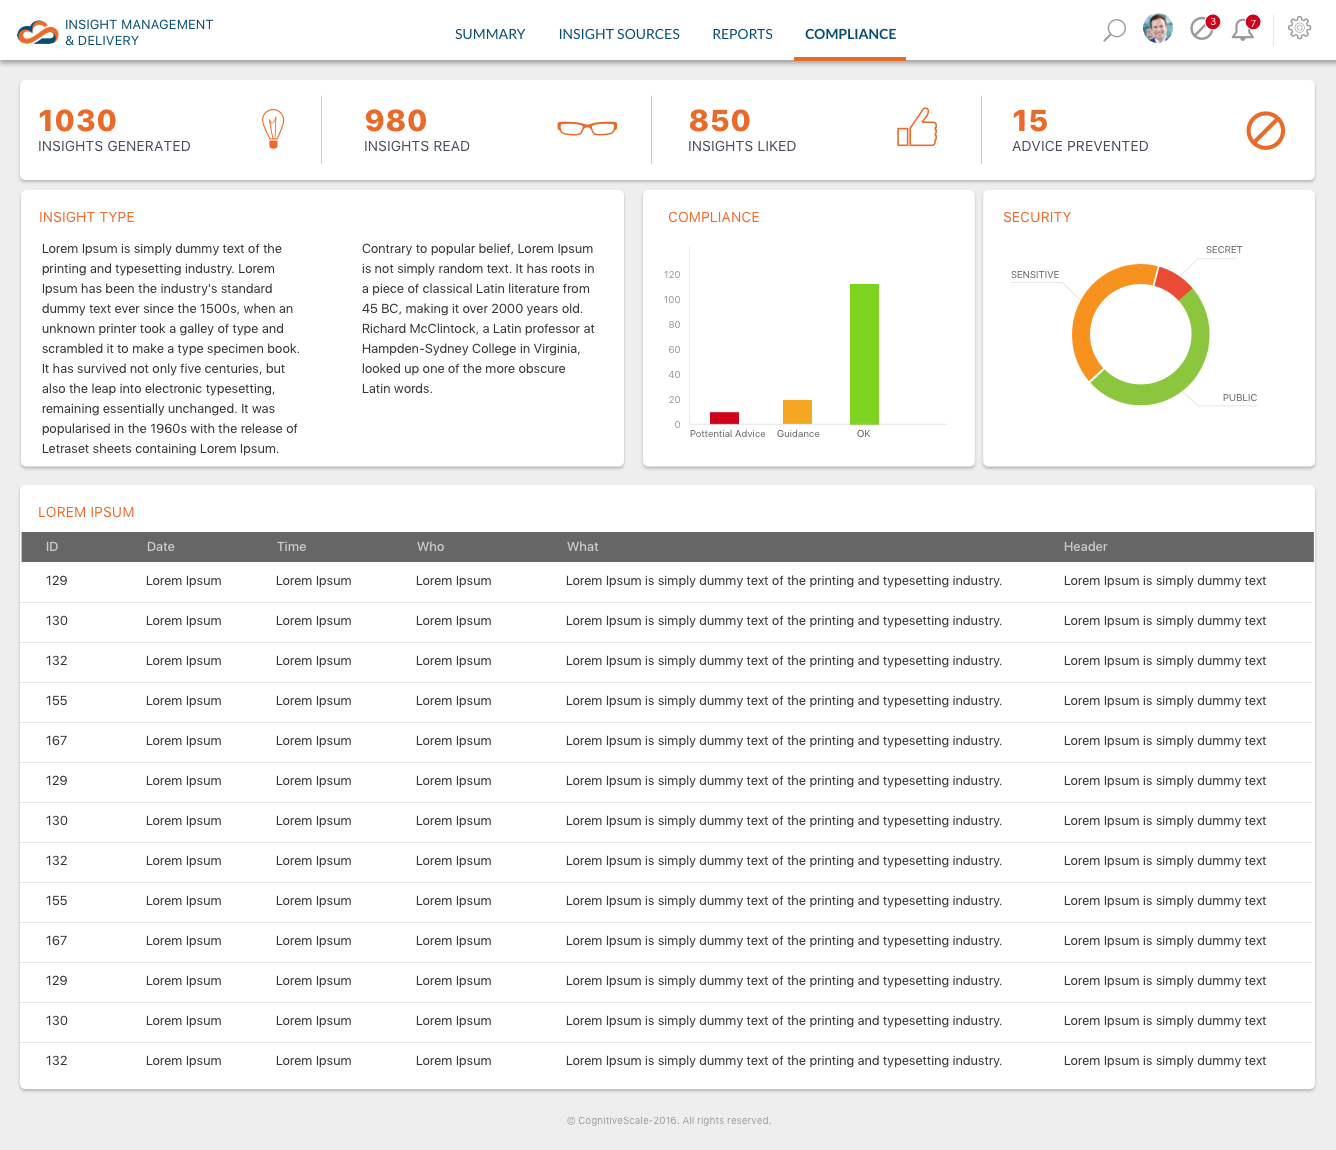 INSIGHT MANAGEMENT
& DELIVERY
SUMMARY
INSIGHT SOURCES
REPORTS
COMPLIANCE
3
7
1030
INSIGHTS GENERATED
980
INSIGHTS READ
850
INSIGHTS LIKED
15
ADVICE PREVENTED
INSIGHT TYPE
Lorem Ipsum is simply dummy text of the
printing and typesetting industry. Lorem
Ipsum has been the industry's standard
dummy text ever since the 1500s, when an
unknown printer took a galley of type and
scrambled it to make a type specimen book.
It has survived not only five centuries, but
also the leap into electronic typesetting,
remaining essentially unchanged. It was
popularised in the 1960s with the release of
Letraset sheets containing Lorem Ipsum.
Contrary to popular belief, Lorem Ipsum
is not simply random text. It has roots in
a piece of classical Latin literature from
45 BC, making it over 2000 years old.
Richard McClintock, a Latin professor at
Hampden-Sydney College in Virginia,
looked up one of the more obscure
Latin words.
COMPLIANCE
120
100
80
60
40
20
0
Pottential Advice Guidance OK
SECURITY
SECRET
SENSITIVE
PUBLIC
LOREM IPSUM
ID Date Time Who What Header
129 Lorem Ipsum Lorem Ipsum Lorem Ipsum Lorem Ipsum is simply dummy text of the printing and typesetting industry. Lorem Ipsum is simply dummy text
130 Lorem Ipsum Lorem Ipsum Lorem Ipsum Lorem Ipsum is simply dummy text of the printing and typesetting industry. Lorem Ipsum is simply dummy text
132 Lorem Ipsum Lorem Ipsum Lorem Ipsum Lorem Ipsum is simply dummy text of the printing and typesetting industry. Lorem Ipsum is simply dummy text
155 Lorem Ipsum Lorem Ipsum Lorem Ipsum Lorem Ipsum is simply dummy text of the printing and typesetting industry. Lorem Ipsum is simply dummy text
167 Lorem Ipsum Lorem Ipsum Lorem Ipsum Lorem Ipsum is simply dummy text of the printing and typesetting industry. Lorem Ipsum is simply dummy text
129 Lorem Ipsum Lorem Ipsum Lorem Ipsum Lorem Ipsum is simply dummy text of the printing and typesetting industry. Lorem Ipsum is simply dummy text
130 Lorem Ipsum Lorem Ipsum Lorem Ipsum Lorem Ipsum is simply dummy text of the printing and typesetting industry. Lorem Ipsum is simply dummy text
132 Lorem Ipsum Lorem Ipsum Lorem Ipsum Lorem Ipsum is simply dummy text of the printing and typesetting industry. Lorem Ipsum is simply dummy text
155 Lorem Ipsum Lorem Ipsum Lorem Ipsum Lorem Ipsum is simply dummy text of the printing and typesetting industry. Lorem Ipsum is simply dummy text
167 Lorem Ipsum Lorem Ipsum Lorem Ipsum Lorem Ipsum is simply dummy text of the printing and typesetting industry. Lorem Ipsum is simply dummy text
129 Lorem Ipsum Lorem Ipsum Lorem Ipsum Lorem Ipsum is simply dummy text of the printing and typesetting industry. Lorem Ipsum is simply dummy text
130 Lorem Ipsum Lorem Ipsum Lorem Ipsum Lorem Ipsum is simply dummy text of the printing and typesetting industry. Lorem Ipsum is simply dummy text
132 Lorem Ipsum Lorem Ipsum Lorem Ipsum Lorem Ipsum is simply dummy text of the printing and typesetting industry. Lorem Ipsum is simply dummy text
© CognitiveScale-2016. All rights reserved.